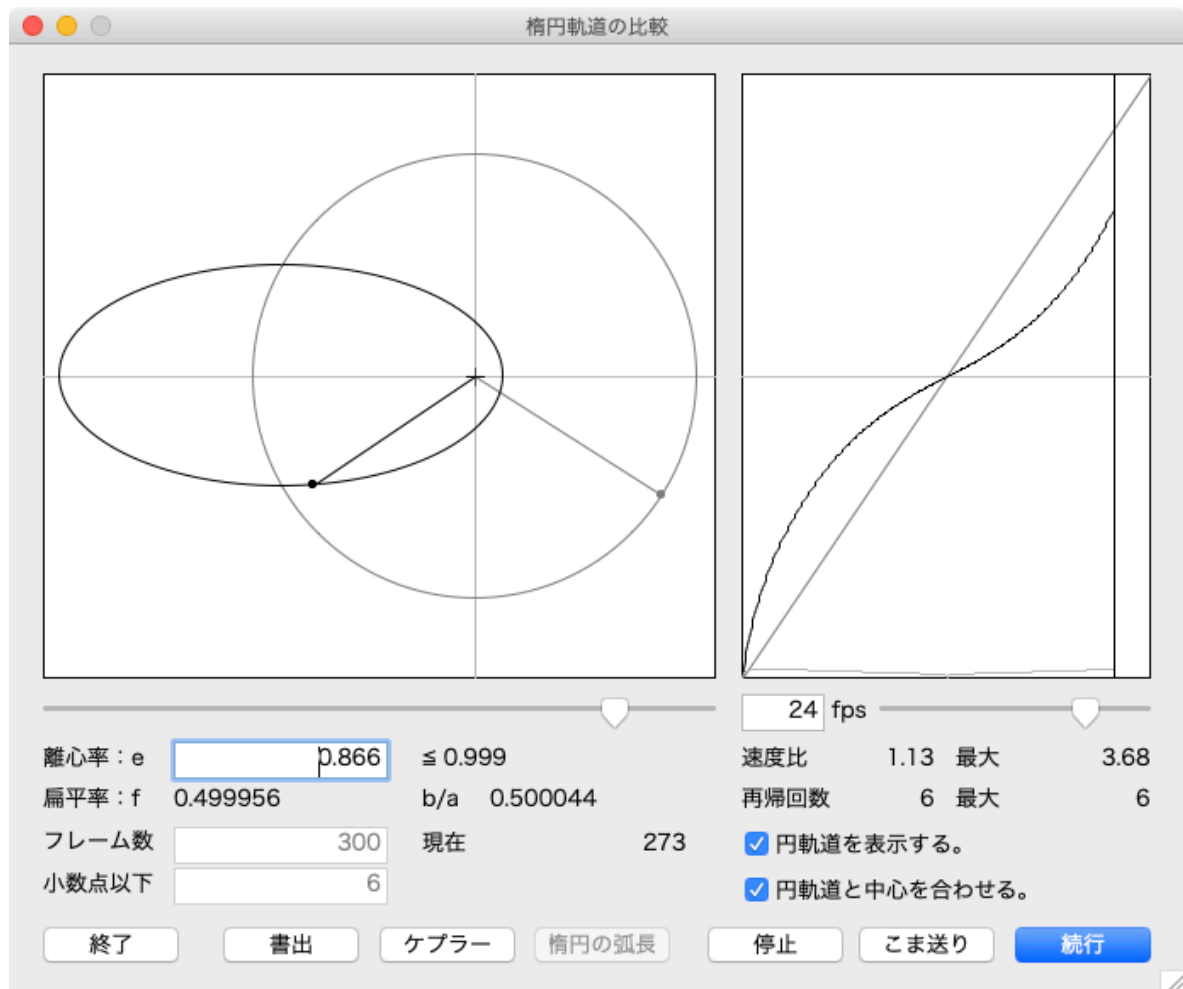 楕円軌道の比較
24 fps
離心率：e 0.866 ≦ 0.999 速度比 1.13 最大 3.68
扁平率：f 0.499956 b/a 0.500044 再帰回数 6 最大 6
フレーム数 300 現在 273 円軌道を表示する。
小数点以下 6 円軌道と中心を合わせる。
終了 書出 ケプラー 楕円の弧長 停止 こま送り 続行